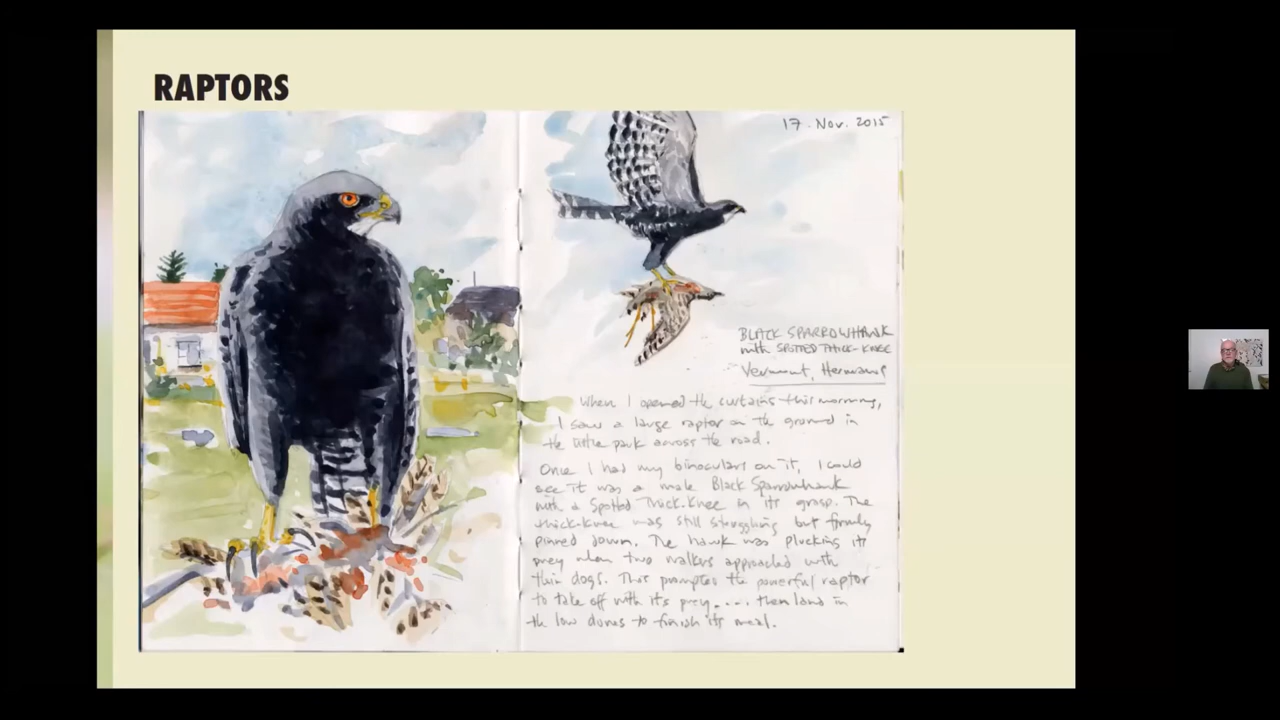 RAPTORS
17. Nov. 2015
BLACK SPARROWHAWK
with SPOTTED THICK-KNEE
Vermont, Hermanus
When I opened the curtains this morning,
I saw a large raptor on the ground in
the little park across the road.
Once I had my binoculars on it, I could
see it was a male Black Sparrowhawk
with a Spotted Thick-Knee in its grasp. The
thick-knee was still struggling but firmly
pinned down. The hawk was plucking its
prey when two walkers approached with
their dogs. This prompted the powerful raptor
to take off with its prey.... then land in
the low dunes to finish its meal.